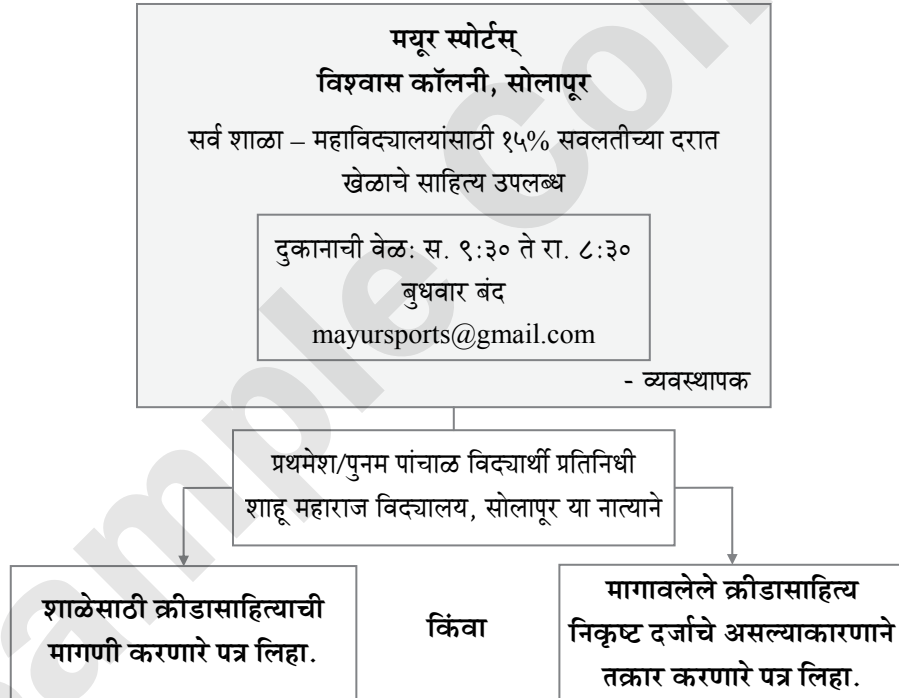 मयूर स्पोर्टस्
विश्वास कॉलनी, सोलापूर
सर्व शाळा – महाविद्यालयांसाठी १५% सवलतीच्या दरात
खेळाचे साहित्य उपलब्ध
दुकानाची वेळ: स. ९:३० ते रा. ८:३०
बुधवार बंद
mayursports@gmail.com
- व्यवस्थापक
प्रथमेश/पुनम पांचाळ विद्यार्थी प्रतिनिधी
शाहू महाराज विद्यालय, सोलापूर या नात्याने
शाळेसाठी क्रीडासाहित्याची
मागणी करणारे पत्र लिहा.
किंवा
मागावलेले क्रीडासाहित्य
निकृष्ट दर्जाचे असल्याकारणाने
तक्रार करणारे पत्र लिहा.